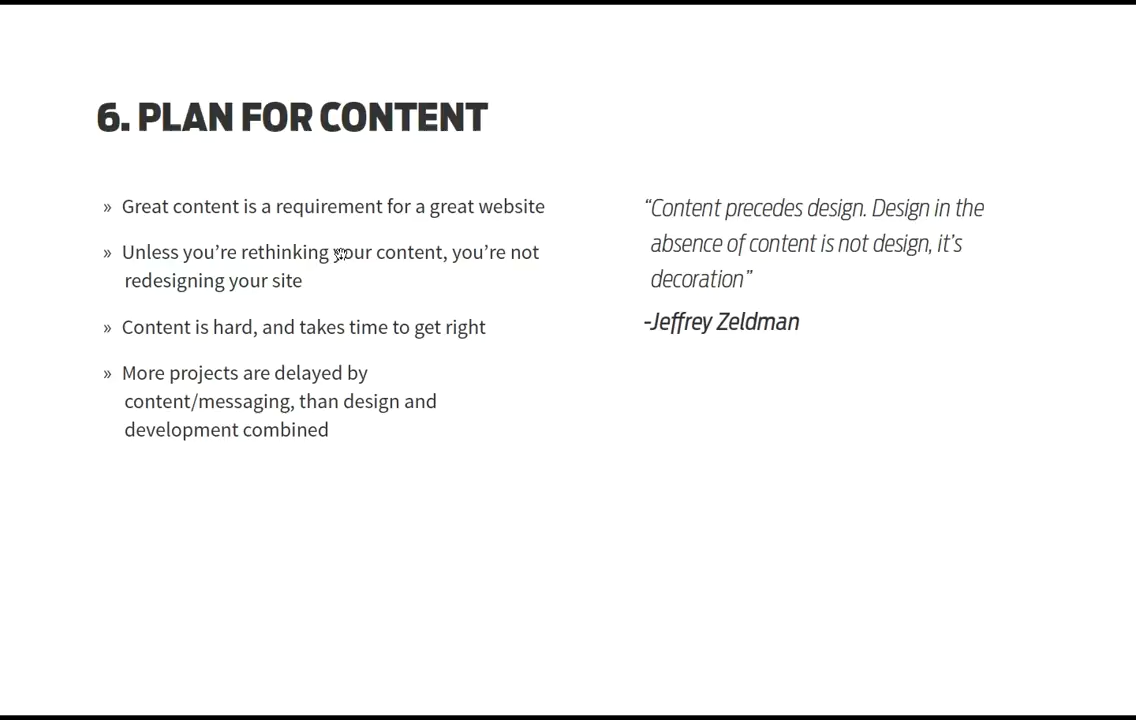 6. PLAN FOR CONTENT
» Great content is a requirement for a great website
» Unless you’re rethinking your content, you’re not
redesigning your site
» Content is hard, and takes time to get right
» More projects are delayed by
content/messaging, than design and
development combined
“Content precedes design. Design in the
absence of content is not design, it’s
decoration”
-Jeffrey Zeldman